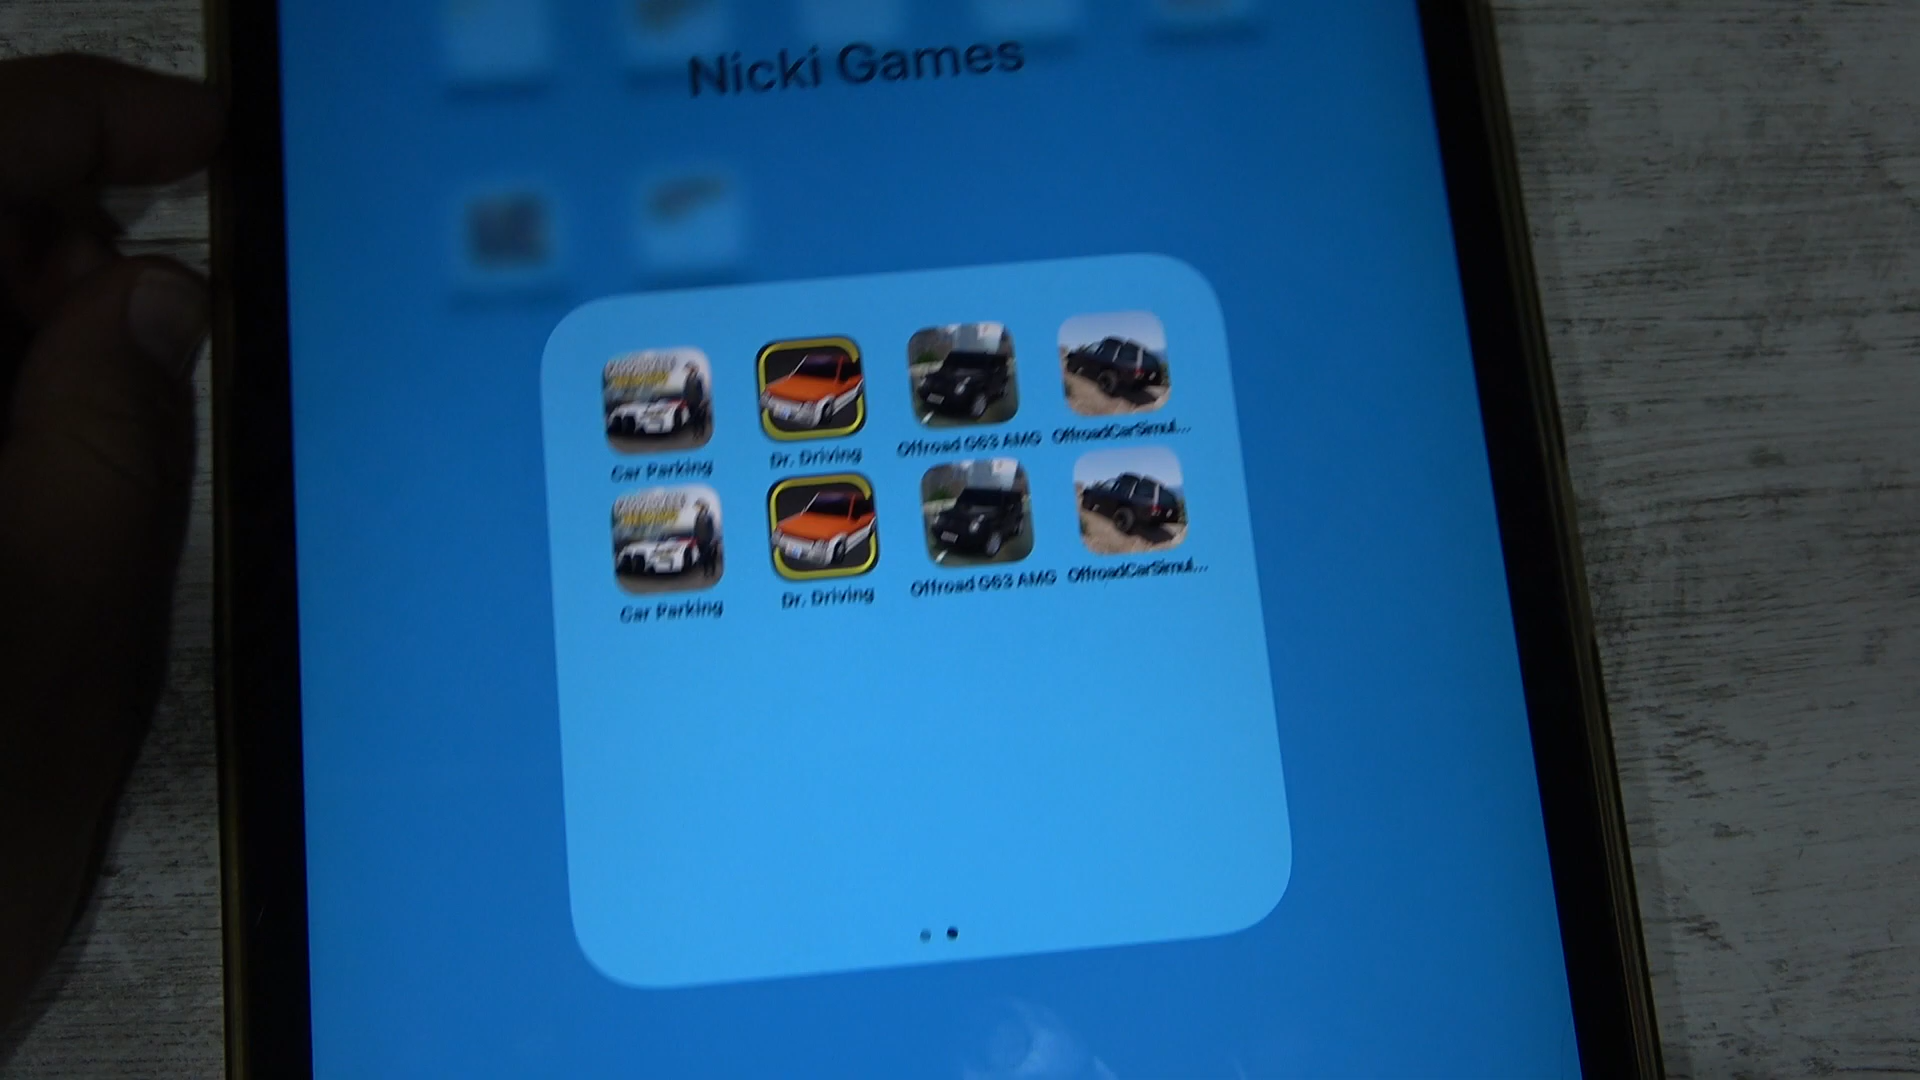 Nicki Games
Car Parking
Dr. Driving
Offroad G63 AMG
OffroadCarSimul...
Car Parking
Dr. Driving
Offroad G63 AMG
OffroadCarSimul...